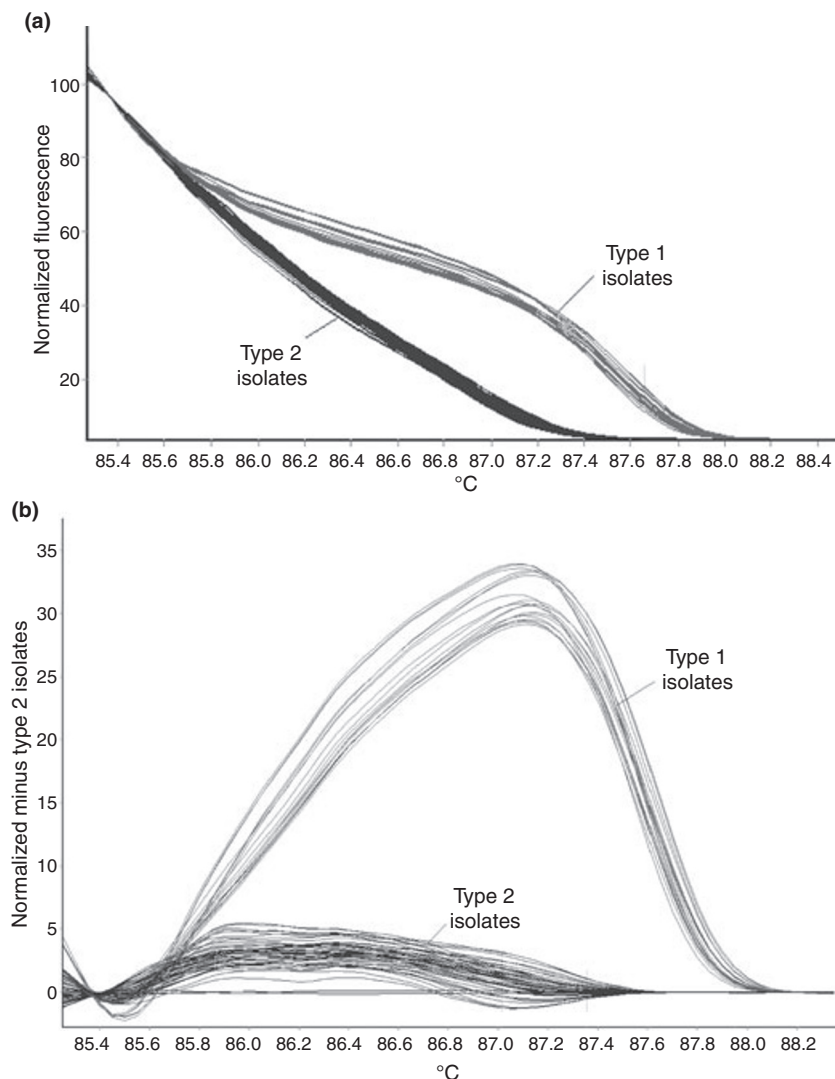 (a)
Normalized fluorescence
100
80
60
40
20
Type 1
isolates
Type 2
isolates
85.4 85.6 85.8 86.0 86.2 86.4 86.6 86.8 87.0 87.2 87.4 87.6 87.8 88.0 88.2 88.4
°C
(b)
Normalized minus type 2 isolates
35
30
25
20
15
10
5
0
Type 1
isolates
Type 2
isolates
85.4 85.6 85.8 86.0 86.2 86.4 86.6 86.8 87.0 87.2 87.4 87.6 87.8 88.0 88.2
°C